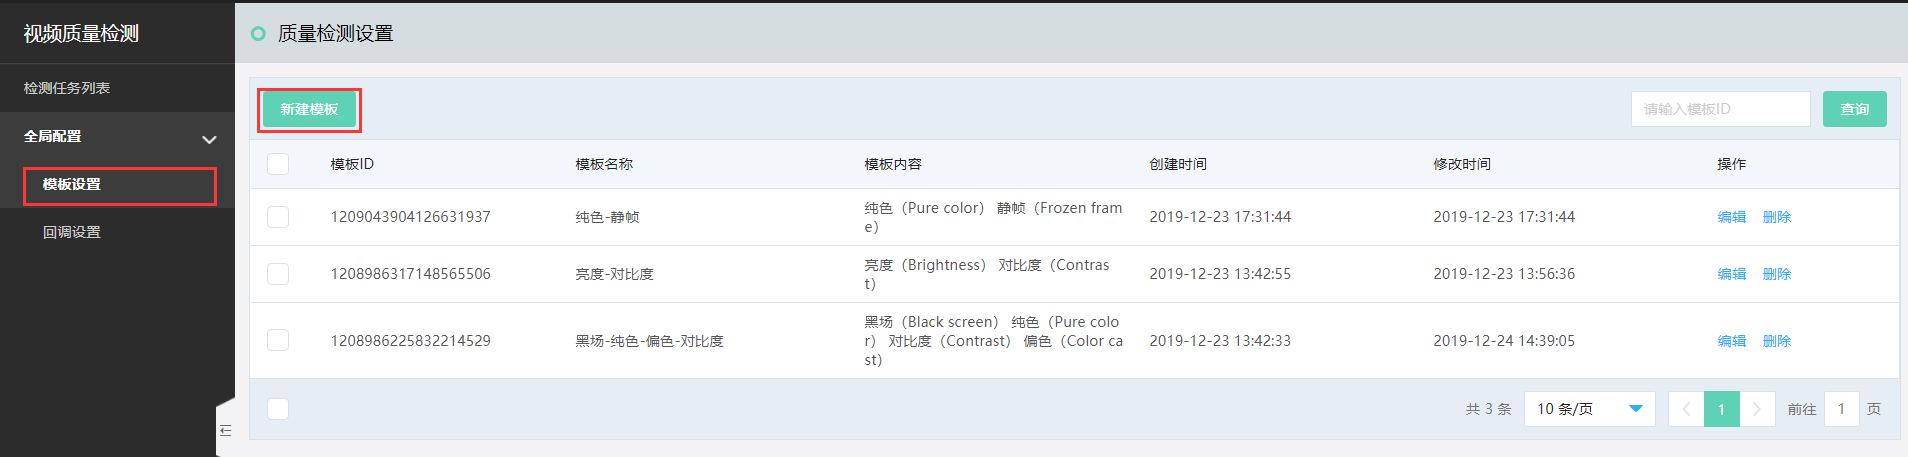 视频质量检测
检测任务列表
全局配置
模板设置
回调设置
质量检测设置
新建模板
请输入模板ID
查询
模板ID 模板名称 模板内容 创建时间 修改时间 操作
1209043904126631937 纯色-静帧 纯色（Pure color） 静帧（Frozen fram
e） 2019-12-23 17:31:44 2019-12-23 17:31:44 编辑 删除
1208986317148565506 亮度-对比度 亮度（Brightness） 对比度（Contras
t） 2019-12-23 13:42:55 2019-12-23 13:56:36 编辑 删除
1208986225832214529 黑场-纯色-偏色-对比度 黑场（Black screen） 纯色（Pure colo
r） 对比度（Contrast） 偏色（Color ca
st） 2019-12-23 13:42:33 2019-12-24 14:39:05 编辑 删除
共 3 条 10 条/页 1 前往 1 页